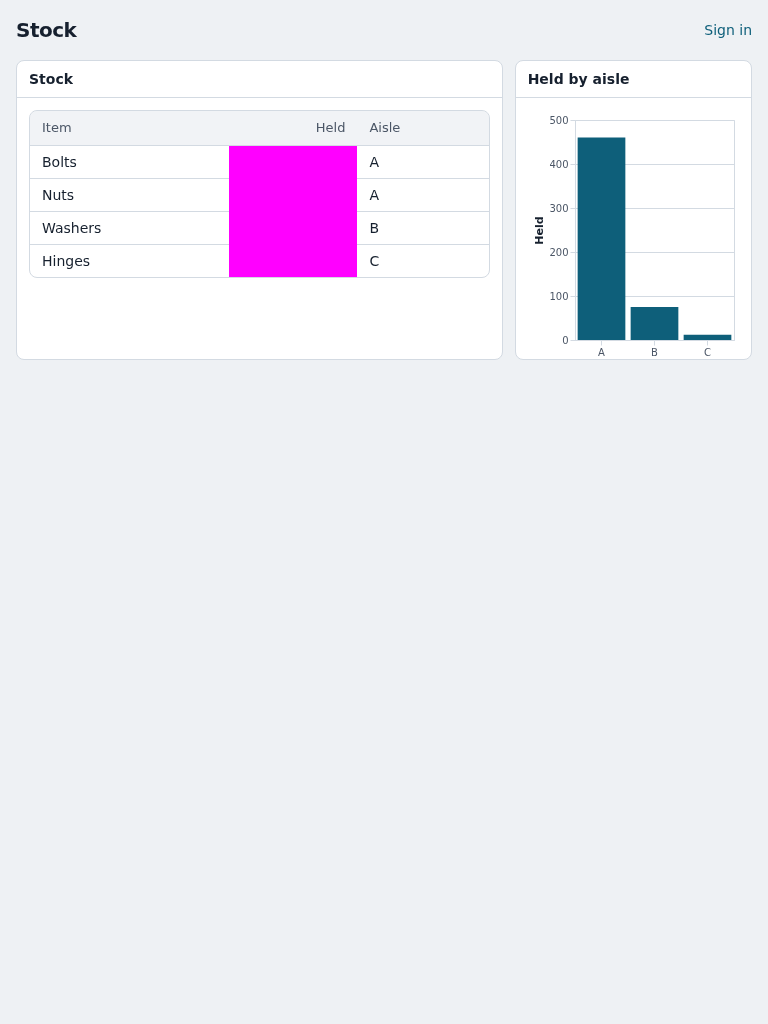 Stock
Sign in
Stock
Item Held Aisle
Bolts A
Nuts A
Washers B
Hinges C
Held by aisle
500
400
300
200
100
0
Held
A B C